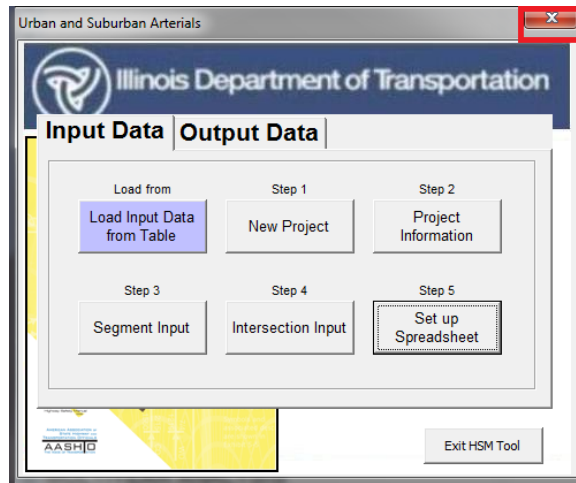 Urban and Suburban Arterials
Illinois Department of Transportation
Input Data Output Data
Load from Step 1 Step 2
Load Input Data
from Table
New Project
Project
Information
Step 3 Step 4 Step 5
Segment Input
Intersection Input
Set up
Spreadsheet
AASHTO
Exit HSM Tool